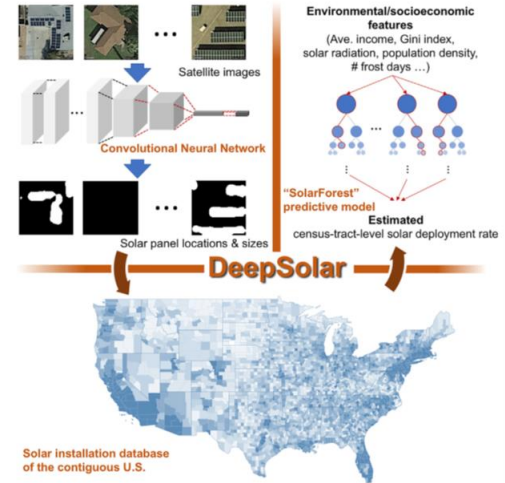 Satellite images
Convolutional Neural Network
Solar panel locations & sizes
Environmental/socioeconomic
features
(Ave. income, Gini index,
solar radiation, population density,
# frost days ...)
"SolarForest"
predictive model
Estimated
census-tract-level solar deployment rate
DeepSolar
Solar installation database
of the contiguous U.S.